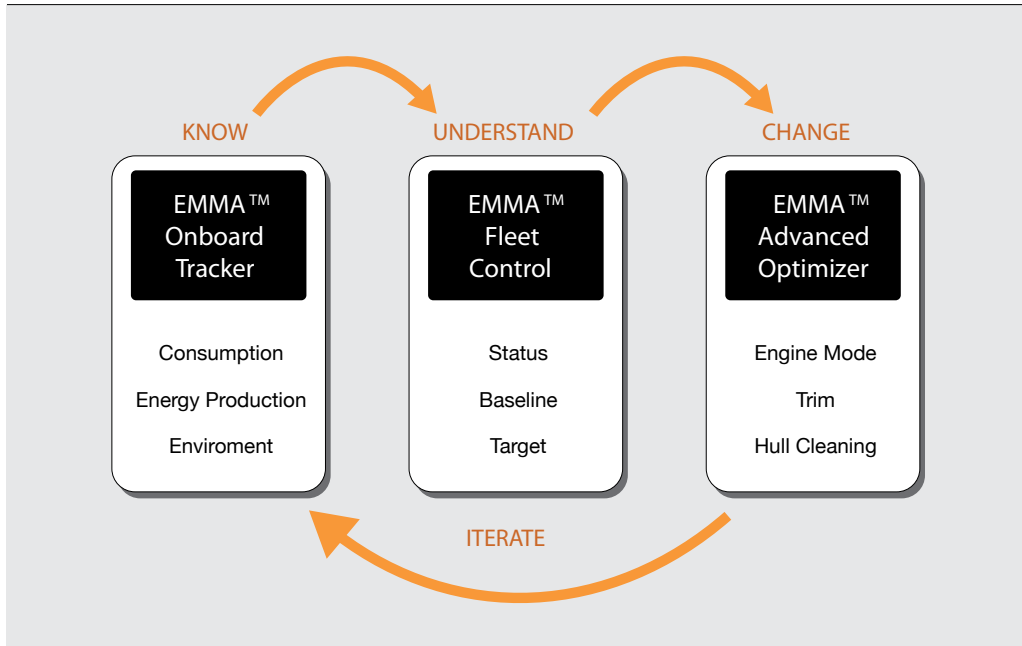 KNOW
UNDERSTAND
CHANGE
EMMA™
Onboard
Tracker
Consumption
Energy Production
Enviroment
EMMA™
Fleet
Control
Status
Baseline
Target
EMMA™
Advanced
Optimizer
Engine Mode
Trim
Hull Cleaning
ITERATE